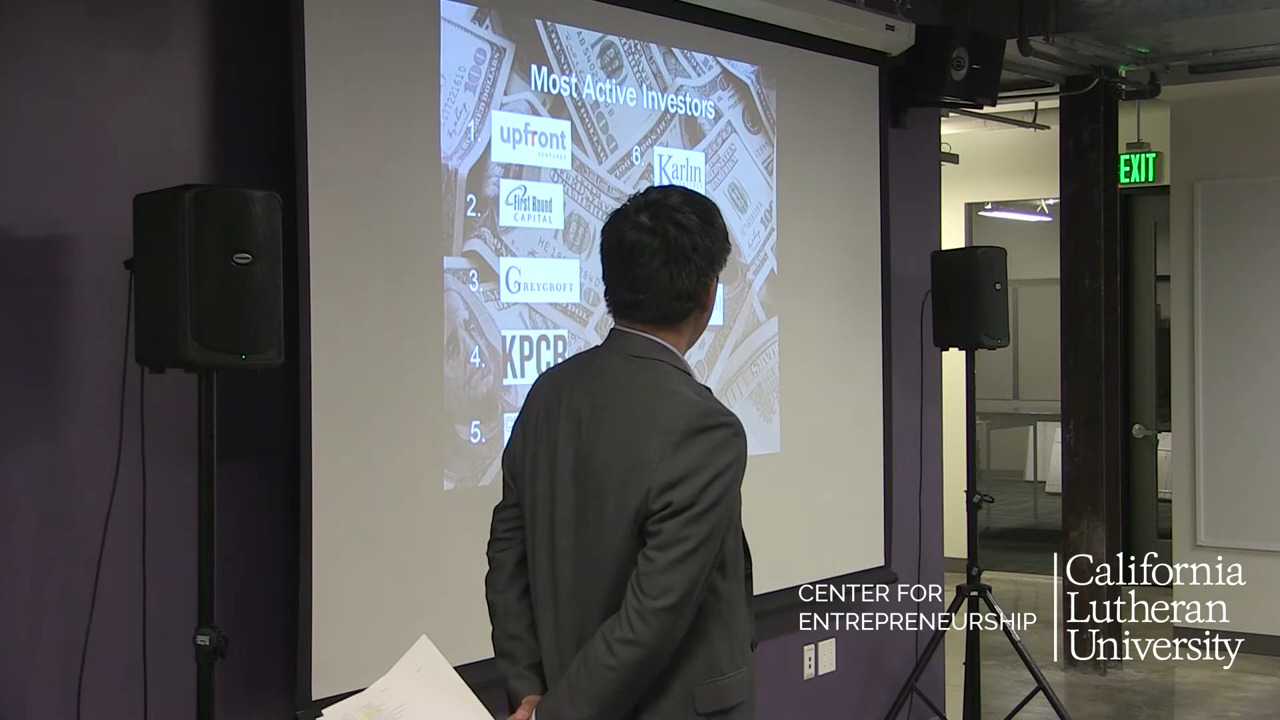 Most Active Investors
1.
upfront
VENTURES
2.
First Round
CAPITAL
3.
GREYCROFT
4.
KPCB
5.
6.
Karlin
EXIT
CENTER FOR
ENTREPRENEURSHIP
California
Lutheran
University